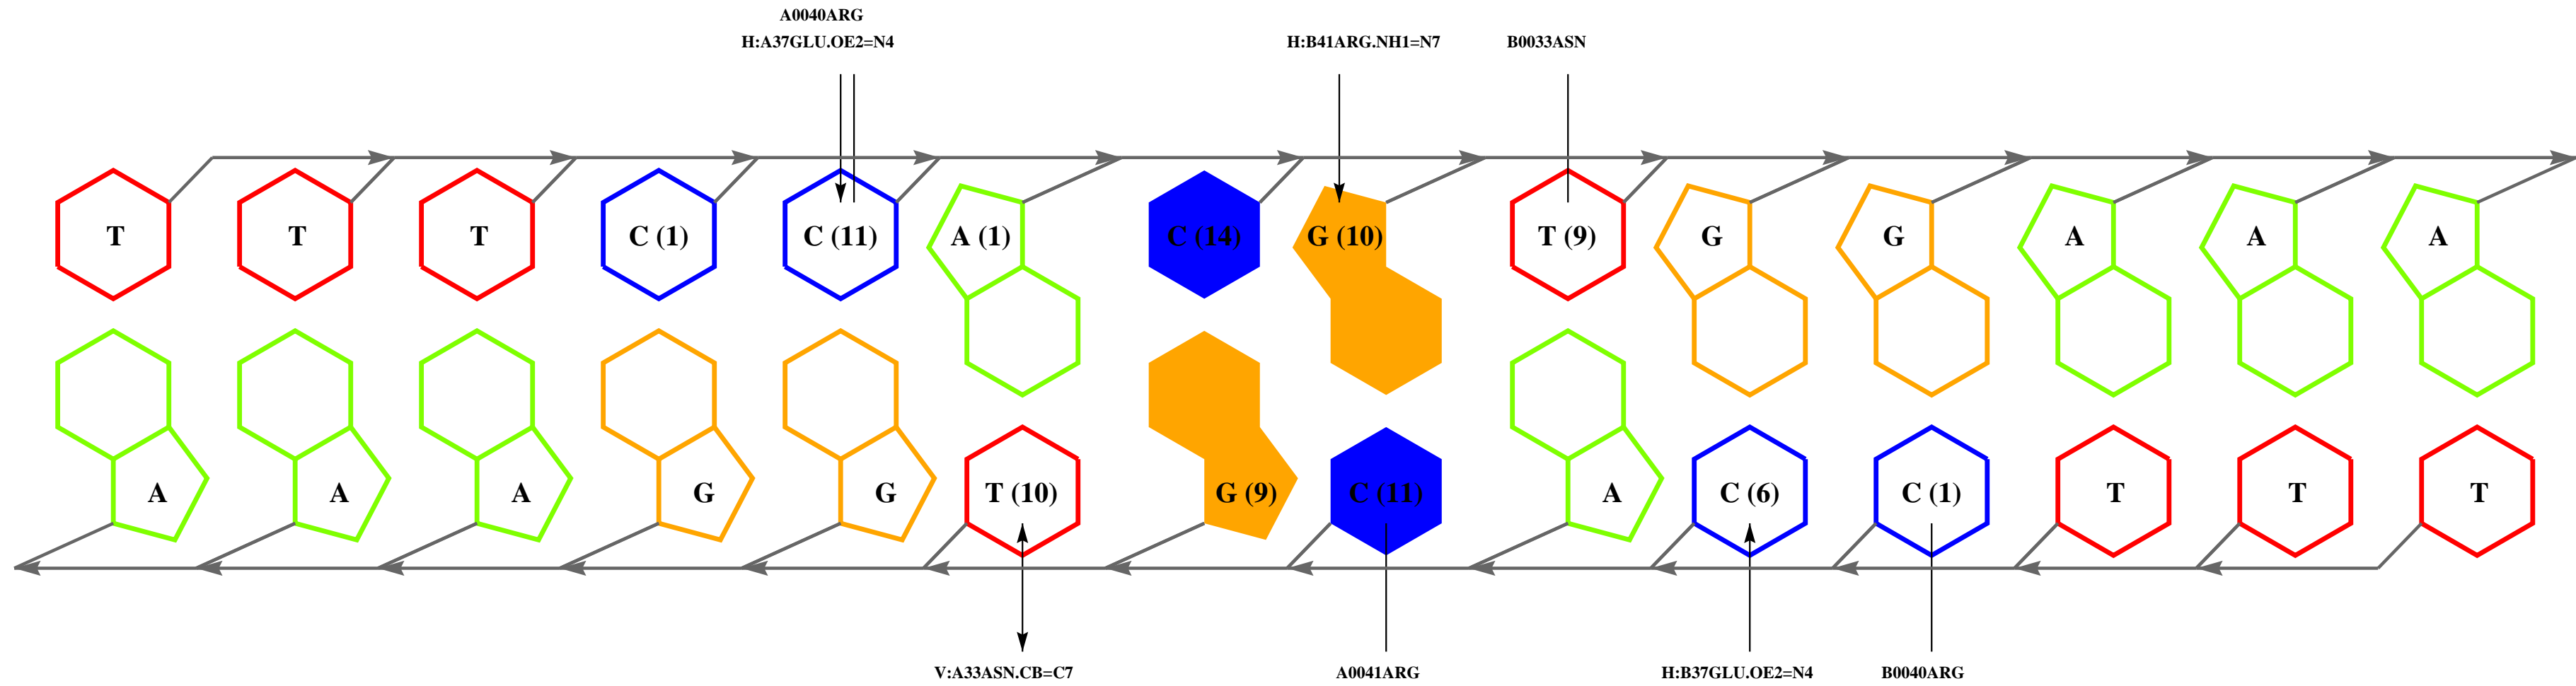 A0040ARG
H:A37GLU.OE2=N4 H:B41ARG.NH1=N7 B0033ASN
T T T C (1) C (11) A (1) C (14) G (10) T (9) G G A A A
A A A G G T (10) G (9) C (11) A C (6) C (1) T T T
V:A33ASN.CB=C7 A0041ARG H:B37GLU.OE2=N4 B0040ARG